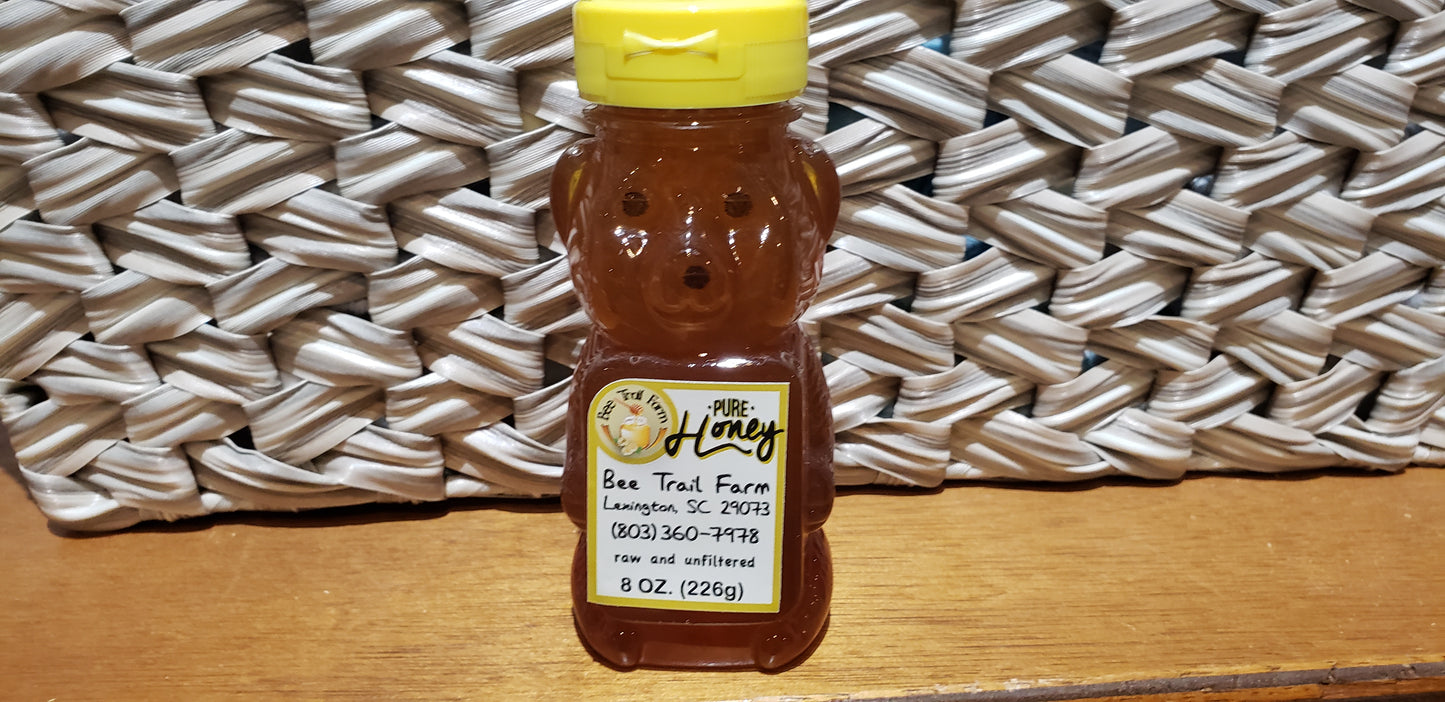 Bee Trail Farm
·PURE·
Honey
Bee Trail Farm
Lexington, SC 29073
(803)360-7978
raw and unfiltered
8 OZ. (226g)